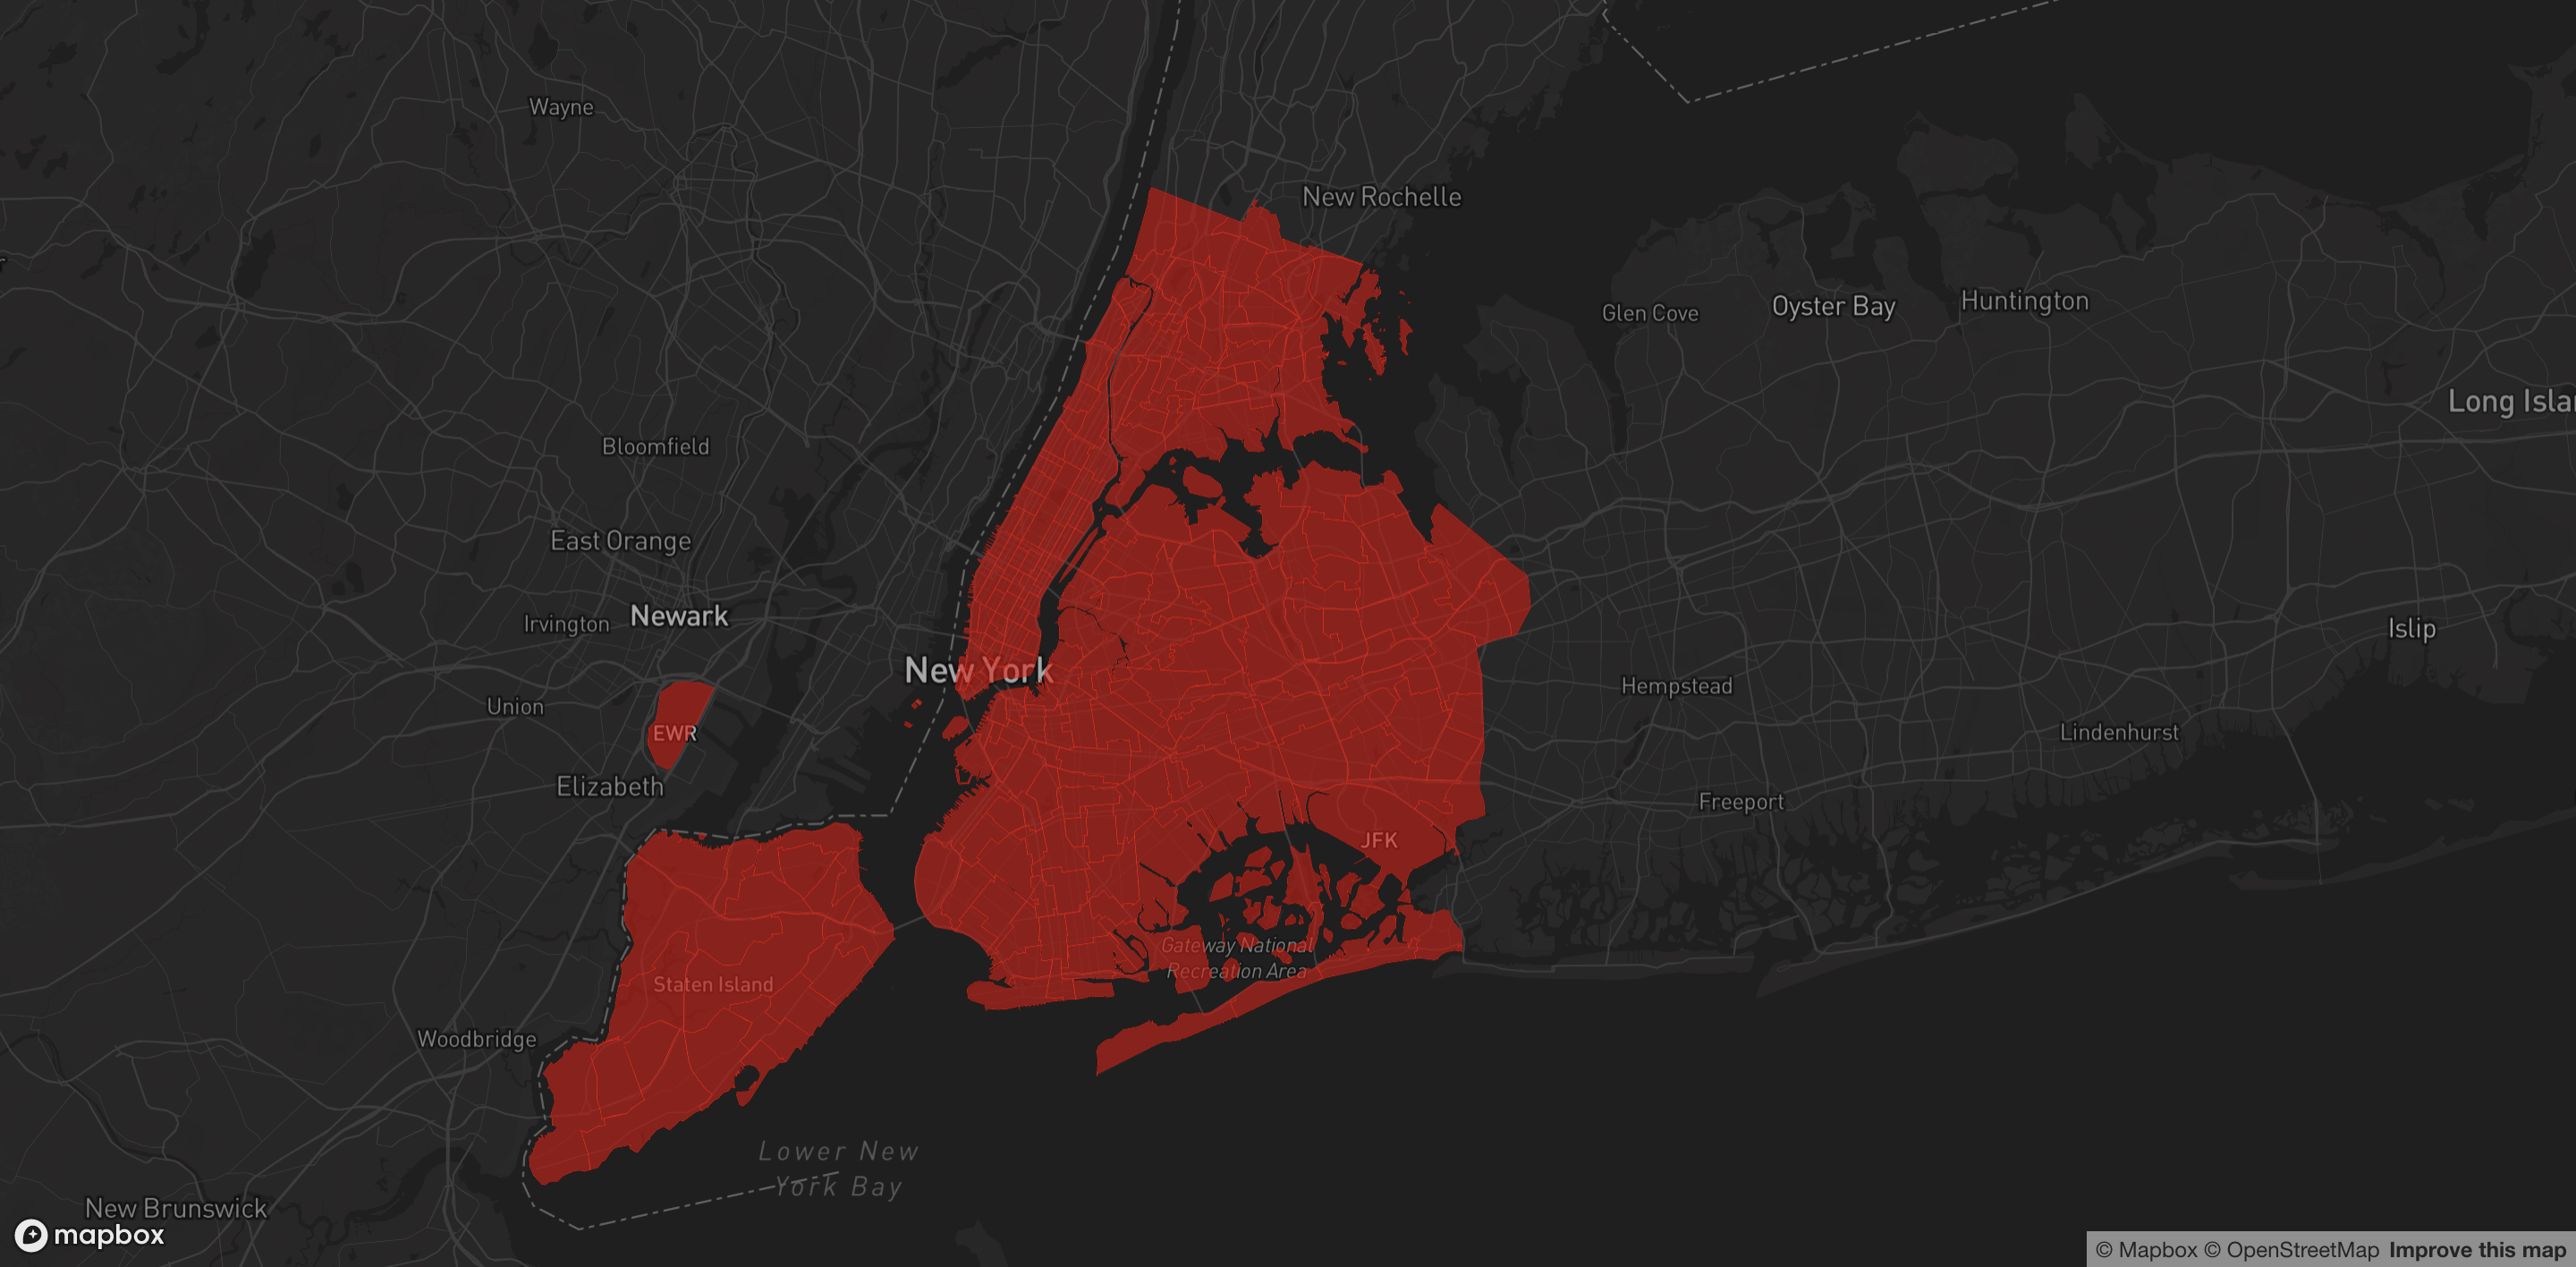 Wayne
New Rochelle
Glen Cove
Oyster Bay
Huntington
Long Islan
Bloomfield
East Orange
Newark
Irvington
Islip
New York
Union
Hempstead
EWR
Lindenhurst
Elizabeth
Freeport
JFK
Gateway National
Recreation Area
Staten Island
Woodbridge
Lower New
York Bay
New Brunswick
mapbox
© Mapbox © OpenStreetMap Improve this map